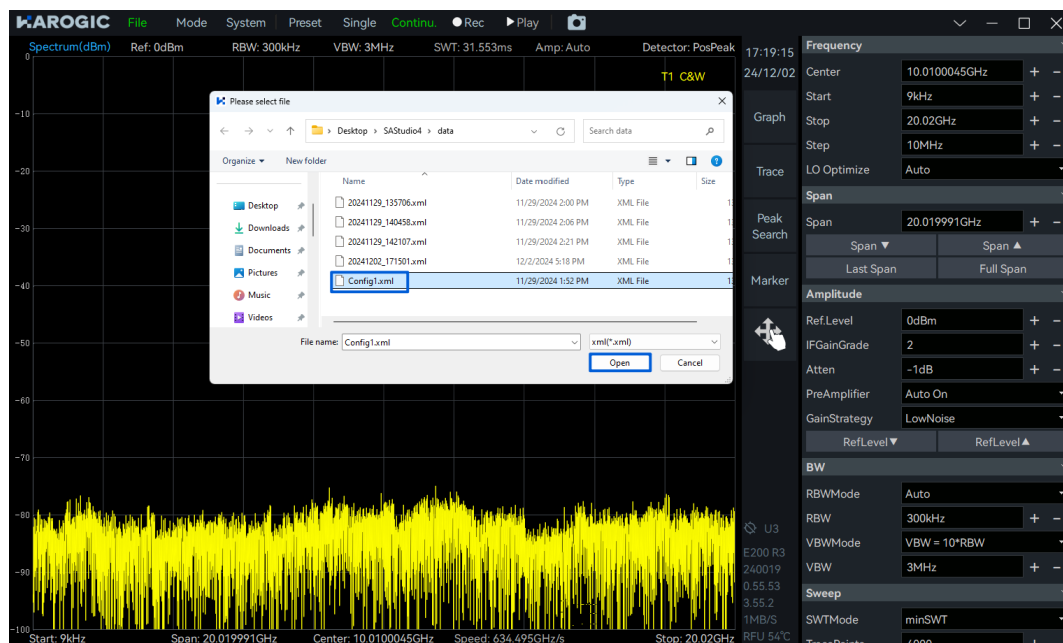 HAROGIC File Mode System Preset Single Continu. Rec Play
Spectrum(dBm) Ref: 0dBm RBW: 300kHz VBW: 3MHz SWT: 31.553ms Amp: Auto Detector: PosPeak
0
T1 C&W
-10
-20
-30
-40
-50
-60
-70
-80
-90
-100
Start: 9kHz Span: 20.019991GHz Center: 10.0100045GHz Speed: 634.495GHz/s Stop: 20.02GHz
Please select file
Desktop > SAStudio4 > data
Search data
Organize New folder
Name Date modified Type Size
Desktop
Downloads
Documents
Pictures
Music
Videos
20241129_135706.xml 11/29/2024 2:00 PM XML File
20241129_140458.xml 11/29/2024 2:06 PM XML File
20241129_142107.xml 11/29/2024 2:21 PM XML File
20241202_171501.xml 12/2/2024 5:18 PM XML File
Config1.xml 11/29/2024 1:52 PM XML File
File name: Config1.xml xml(*.xml)
Open Cancel
17:19:15
24/12/02
Graph
Trace
Peak
Search
Marker
U3
E200 R3
240019
0.55.53
3.55.2
1MB/S
RFU 54°C
Frequency
Center 10.0100045GHz + -
Start 9kHz + -
Stop 20.02GHz + -
Step 10MHz + -
LO Optimize Auto
Span
Span 20.019991GHz + -
Span ▼ Span ▲
Last Span Full Span
Amplitude
Ref.Level 0dBm + -
IFGainGrade 2 + -
Atten -1dB + -
PreAmplifier Auto On
GainStrategy LowNoise
RefLevel▼ RefLevel▲
BW
RBWMode Auto
RBW 300kHz + -
VBWMode VBW = 10*RBW
VBW 3MHz + -
Sweep
SWTMode minSWT